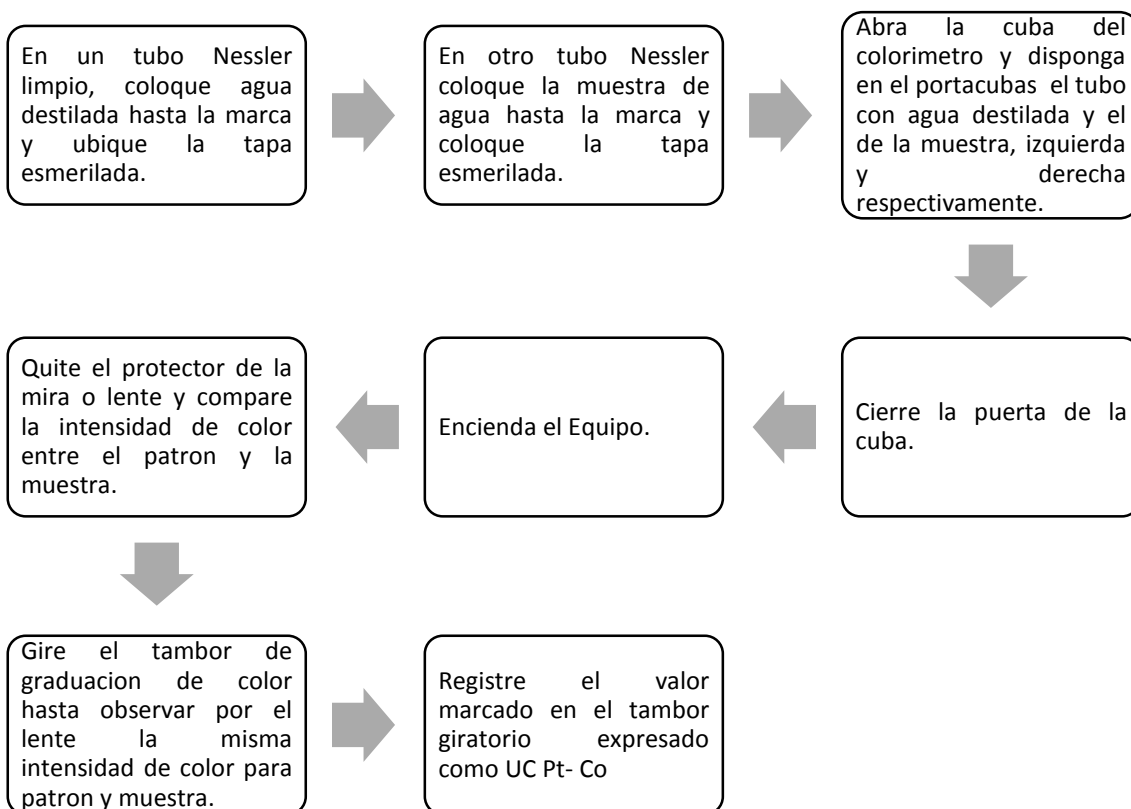 En un tubo Nessler
limpio, coloque agua
destilada hasta la marca
y ubique la tapa
esmerilada.
En otro tubo Nessler
coloque la muestra de
agua hasta la marca y
coloque la tapa
esmerilada.
Abra la cuba del
colorimetro y disponga
en el portacubas el tubo
con agua destilada y el
de la muestra, izquierda
y derecha
respectivamente.
Cierre la puerta de la
cuba.
Encienda el Equipo.
Quite el protector de la
mira o lente y compare
la intensidad de color
entre el patron y la
muestra.
Gire el tambor de
graduacion de color
hasta observar por el
lente la misma
intensidad de color para
patron y muestra.
Registre el valor
marcado en el tambor
giratorio expresado
como UC Pt- Co